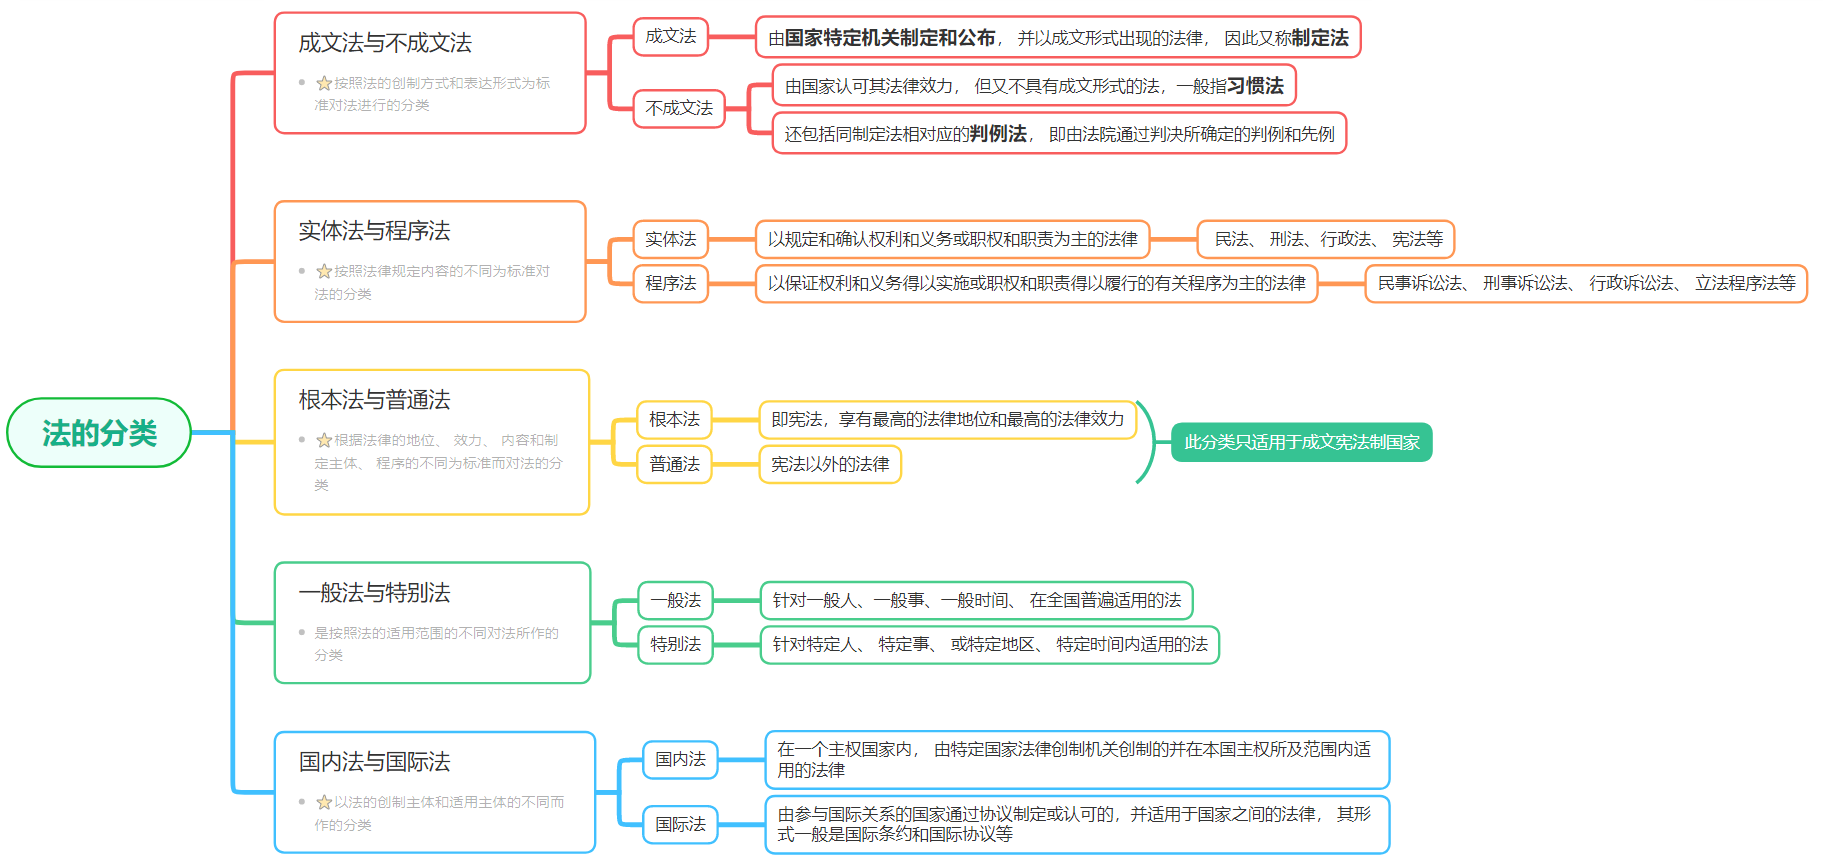 法的分类
成文法与不成文法
按照法的创制方式和表达形式为标
准对法进行的分类
成文法
由国家特定机关制定和公布， 并以成文形式出现的法律， 因此又称制定法
不成文法
由国家认可其法律效力， 但又不具有成文形式的法，一般指习惯法
还包括同制定法相对应的判例法， 即由法院通过判决所确定的判例和先例
实体法与程序法
按照法律规定内容的不同为标准对
法的分类
实体法
以规定和确认权利和义务或职权和职责为主的法律
民法、 刑法、行政法、 宪法等
程序法
以保证权利和义务得以实施或职权和职责得以履行的有关程序为主的法律
民事诉讼法、 刑事诉讼法、 行政诉讼法、 立法程序法等
根本法与普通法
根据法律的地位、 效力、 内容和制
定主体、 程序的不同为标准而对法的分
类
根本法
即宪法，享有最高的法律地位和最高的法律效力
普通法
宪法以外的法律
此分类只适用于成文宪法制国家
一般法与特别法
是按照法的适用范围的不同对法所作的
分类
一般法
针对一般人、一般事、一般时间、 在全国普遍适用的法
特别法
针对特定人、 特定事、 或特定地区、 特定时间内适用的法
国内法与国际法
以法的创制主体和适用主体的不同而
作的分类
国内法
在一个主权国家内， 由特定国家法律创制机关创制的并在本国主权所及范围内适
用的法律
国际法
由参与国际关系的国家通过协议制定或认可的，并适用于国家之间的法律， 其形
式一般是国际条约和国际协议等